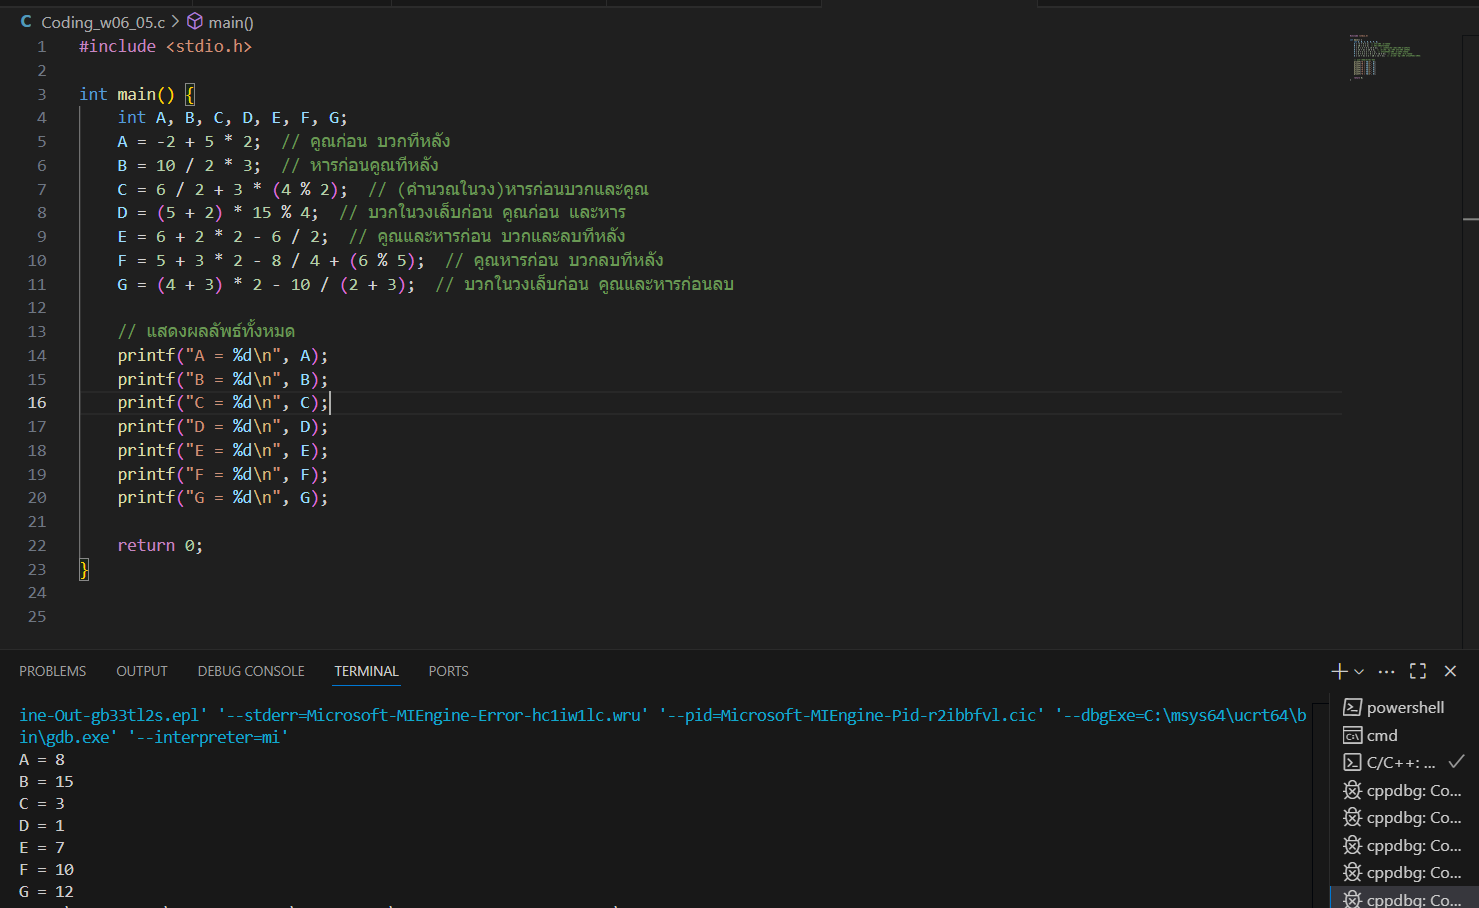 C Coding_w06_05.c > main()
1 #include <stdio.h>
2
3 int main() {
4 int A, B, C, D, E, F, G;
5 A = -2 + 5 * 2; // คูณก่อน บวกทีหลัง
6 B = 10 / 2 * 3; // หารก่อนคูณทีหลัง
7 C = 6 / 2 + 3 * (4 % 2); // (คำนวณในวง)หารก่อนบวกและคูณ
8 D = (5 + 2) * 15 % 4; // บวกในวงเล็บก่อน คูณก่อน และหาร
9 E = 6 + 2 * 2 - 6 / 2; // คูณและหารก่อน บวกและลบทีหลัง
10 F = 5 + 3 * 2 - 8 / 4 + (6 % 5); // คูณหารก่อน บวกลบทีหลัง
11 G = (4 + 3) * 2 - 10 / (2 + 3); // บวกในวงเล็บก่อน คูณและหารก่อนลบ
12
13 // แสดงผลลัพธ์ทั้งหมด
14 printf("A = %d\n", A);
15 printf("B = %d\n", B);
16 printf("C = %d\n", C);
17 printf("D = %d\n", D);
18 printf("E = %d\n", E);
19 printf("F = %d\n", F);
20 printf("G = %d\n", G);
21
22 return 0;
23 }
24
25
PROBLEMS OUTPUT DEBUG CONSOLE TERMINAL PORTS
ine-Out-gb33tl2s.epl' '--stderr=Microsoft-MIEngine-Error-hc1iw1lc.wru' '--pid=Microsoft-MIEngine-Pid-r2ibbfvl.cic' '--dbgExe=C:\msys64\ucrt64\b
in\gdb.exe' '--interpreter=mi'
A = 8
B = 15
C = 3
D = 1
E = 7
F = 10
G = 12
powershell
cmd
C/C++: ...
cppdbg: Co...
cppdbg: Co...
cppdbg: Co...
cppdbg: Co...
cppdbg: Co...